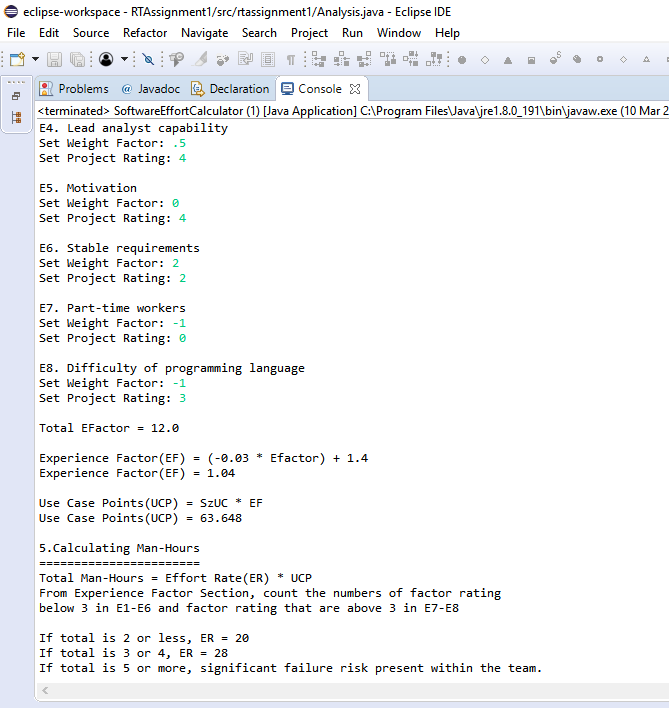 eclipse-workspace - RTAssignment1/src/rtassignment1/Analysis.java - Eclipse IDE
File Edit Source Refactor Navigate Search Project Run Window Help
Problems @ Javadoc Declaration Console
<terminated> SoftwareEffortCalculator (1) [Java Application] C:\Program Files\Java\jre1.8.0_191\bin\javaw.exe (10 Mar 2
E4. Lead analyst capability
Set Weight Factor: .5
Set Project Rating: 4
E5. Motivation
Set Weight Factor: 0
Set Project Rating: 4
E6. Stable requirements
Set Weight Factor: 2
Set Project Rating: 2
E7. Part-time workers
Set Weight Factor: -1
Set Project Rating: 0
E8. Difficulty of programming language
Set Weight Factor: -1
Set Project Rating: 3
Total EFactor = 12.0
Experience Factor(EF) = (-0.03 * Efactor) + 1.4
Experience Factor(EF) = 1.04
Use Case Points(UCP) = SzUC * EF
Use Case Points(UCP) = 63.648
5.Calculating Man-Hours
=======================
Total Man-Hours = Effort Rate(ER) * UCP
From Experience Factor Section, count the numbers of factor rating
below 3 in E1-E6 and factor rating that are above 3 in E7-E8
If total is 2 or less, ER = 20
If total is 3 or 4, ER = 28
If total is 5 or more, significant failure risk present within the team.